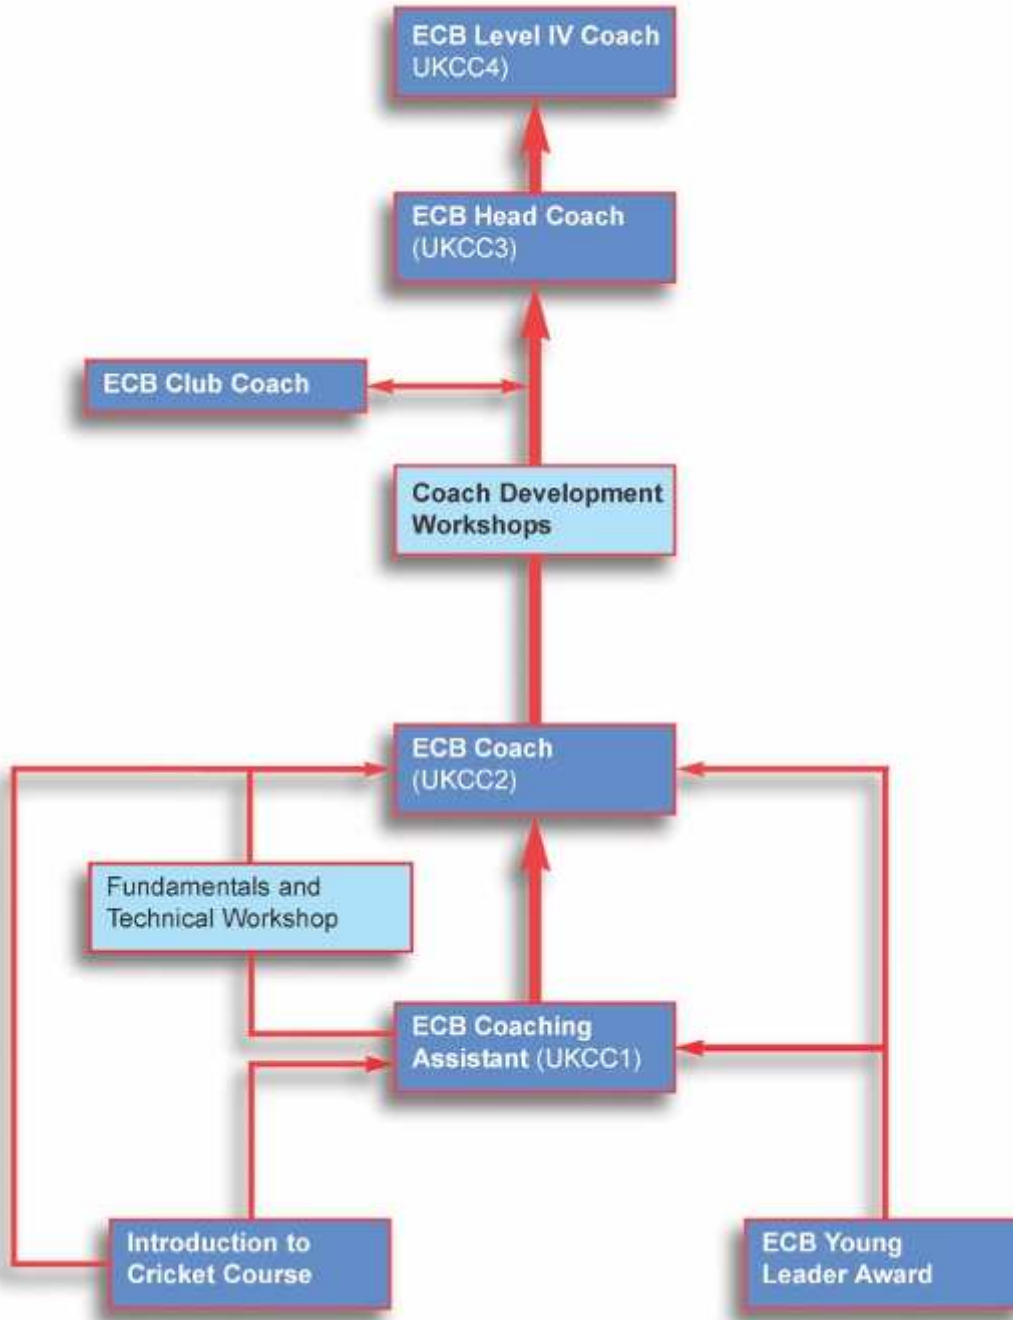 ECB Level IV Coach
UKCC4)
ECB Head Coach
(UKCC3)
ECB Club Coach
Coach Development
Workshops
ECB Coach
(UKCC2)
Fundamentals and
Technical Workshop
ECB Coaching
Assistant (UKCC1)
Introduction to
Cricket Course
ECB Young
Leader Award